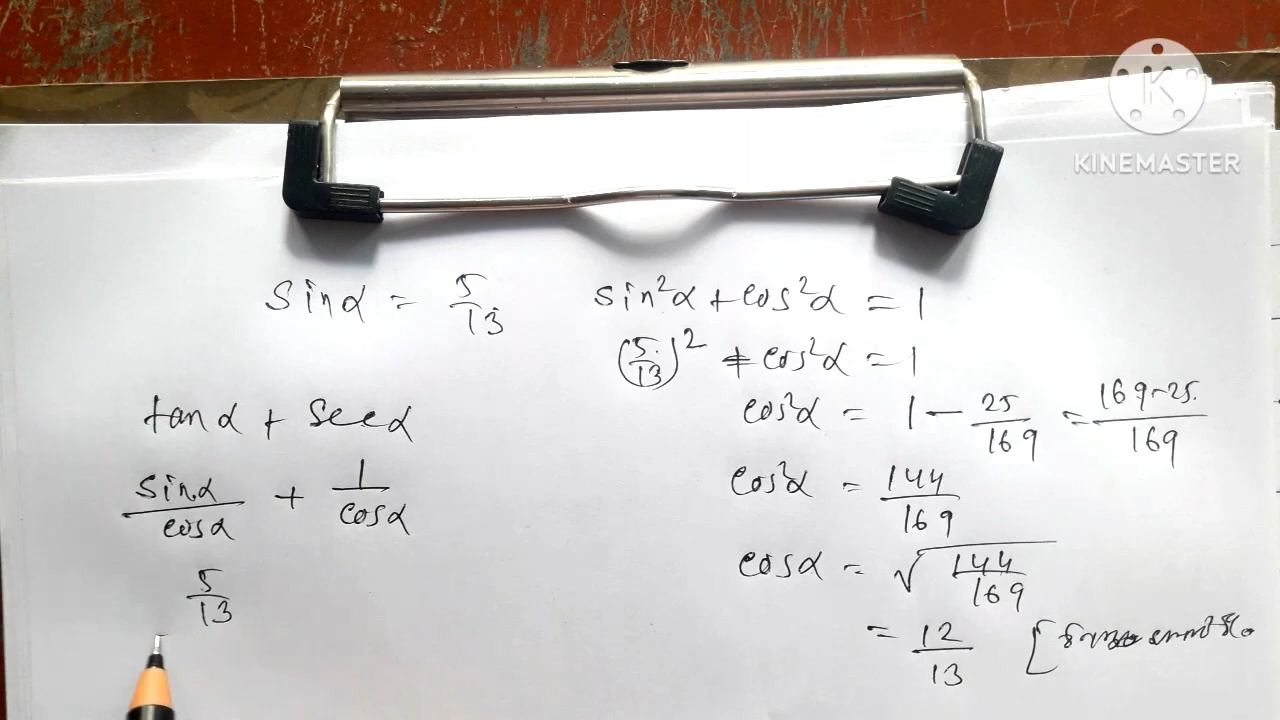 KINEMASTER
sinα = 5/13
sin²α + cos²α = 1
(5/13)² + cos²α = 1
cos²α = 1 - 25/169 = 169-25/169
cos²α = 144/169
cosα = √144/169
= 12/13 [
tanα + secα
sinα/cosα + 1/cosα
5/13